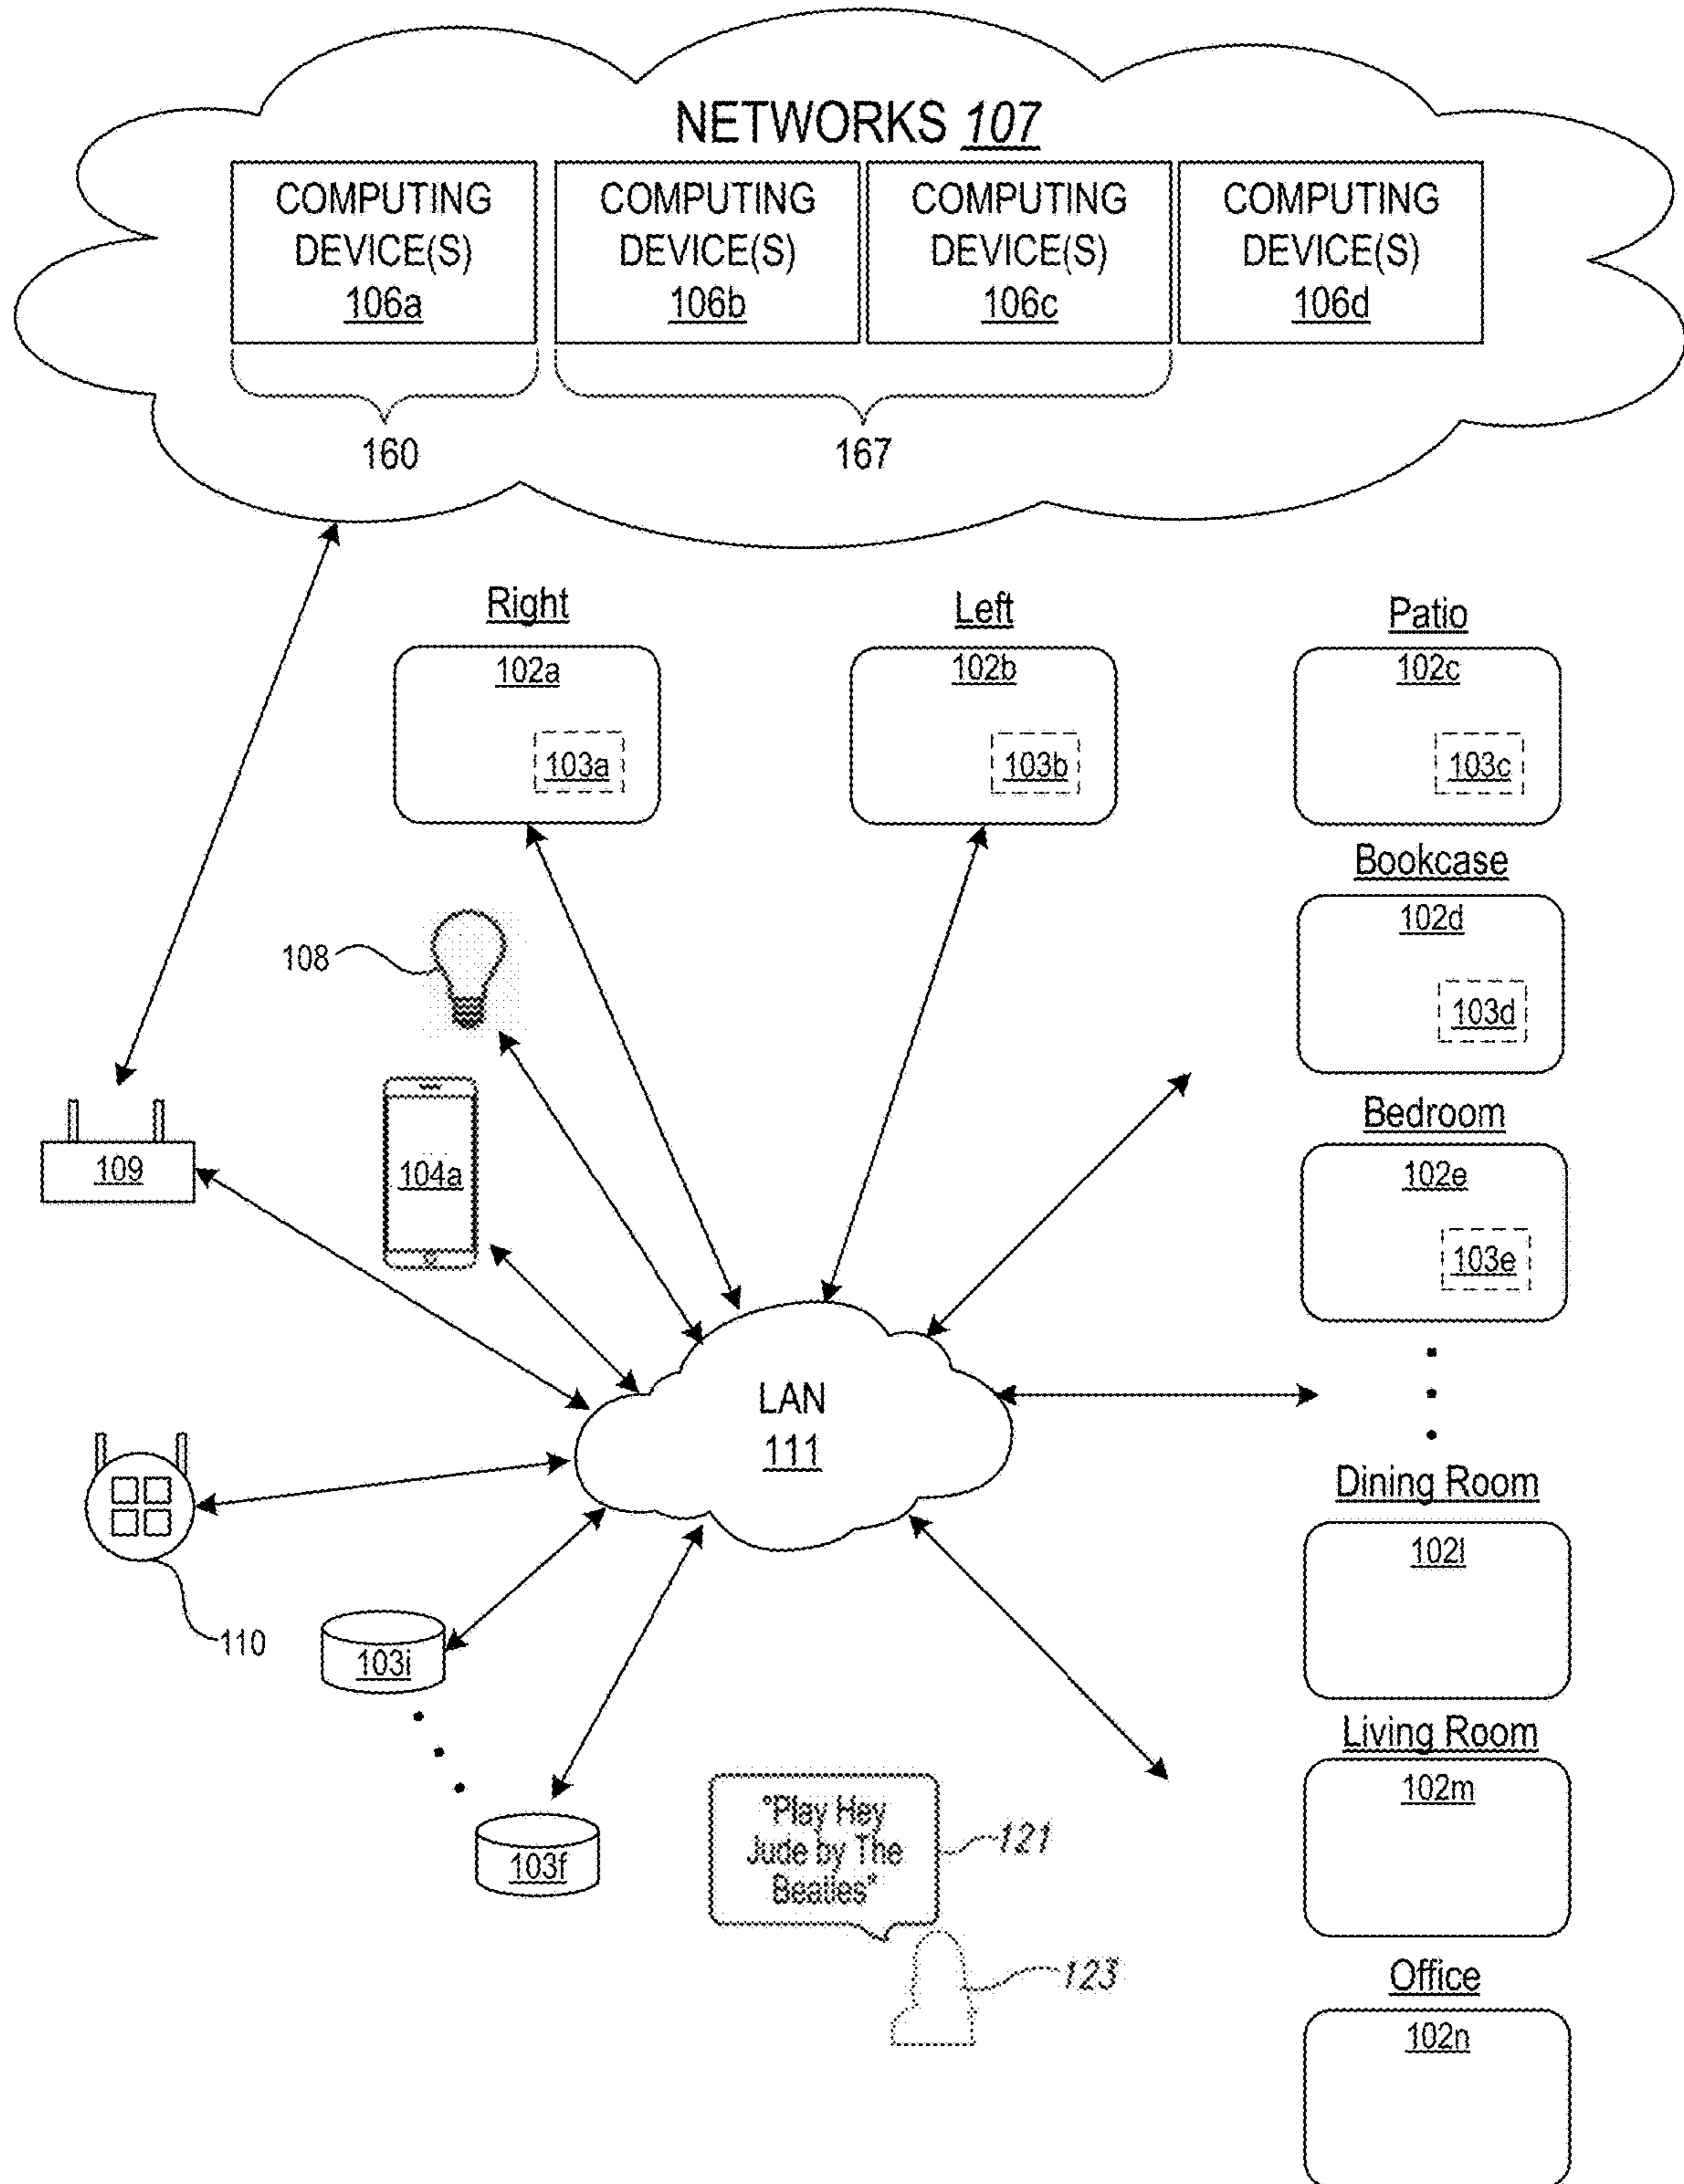 NETWORKS 107
COMPUTING DEVICE(S) 106a
COMPUTING DEVICE(S) 106b
COMPUTING DEVICE(S) 106c
COMPUTING DEVICE(S) 106d
160
167
Right
102a
103a
Left
102b
103b
Patio
102c
103c
Bookcase
102d
103d
Bedroom
102e
103e
108
104a
109
LAN
111
110
103i
103f
"Play Hey
Jude by The
Beatles"
121
123
Dining Room
102l
Living Room
102m
Office
102n